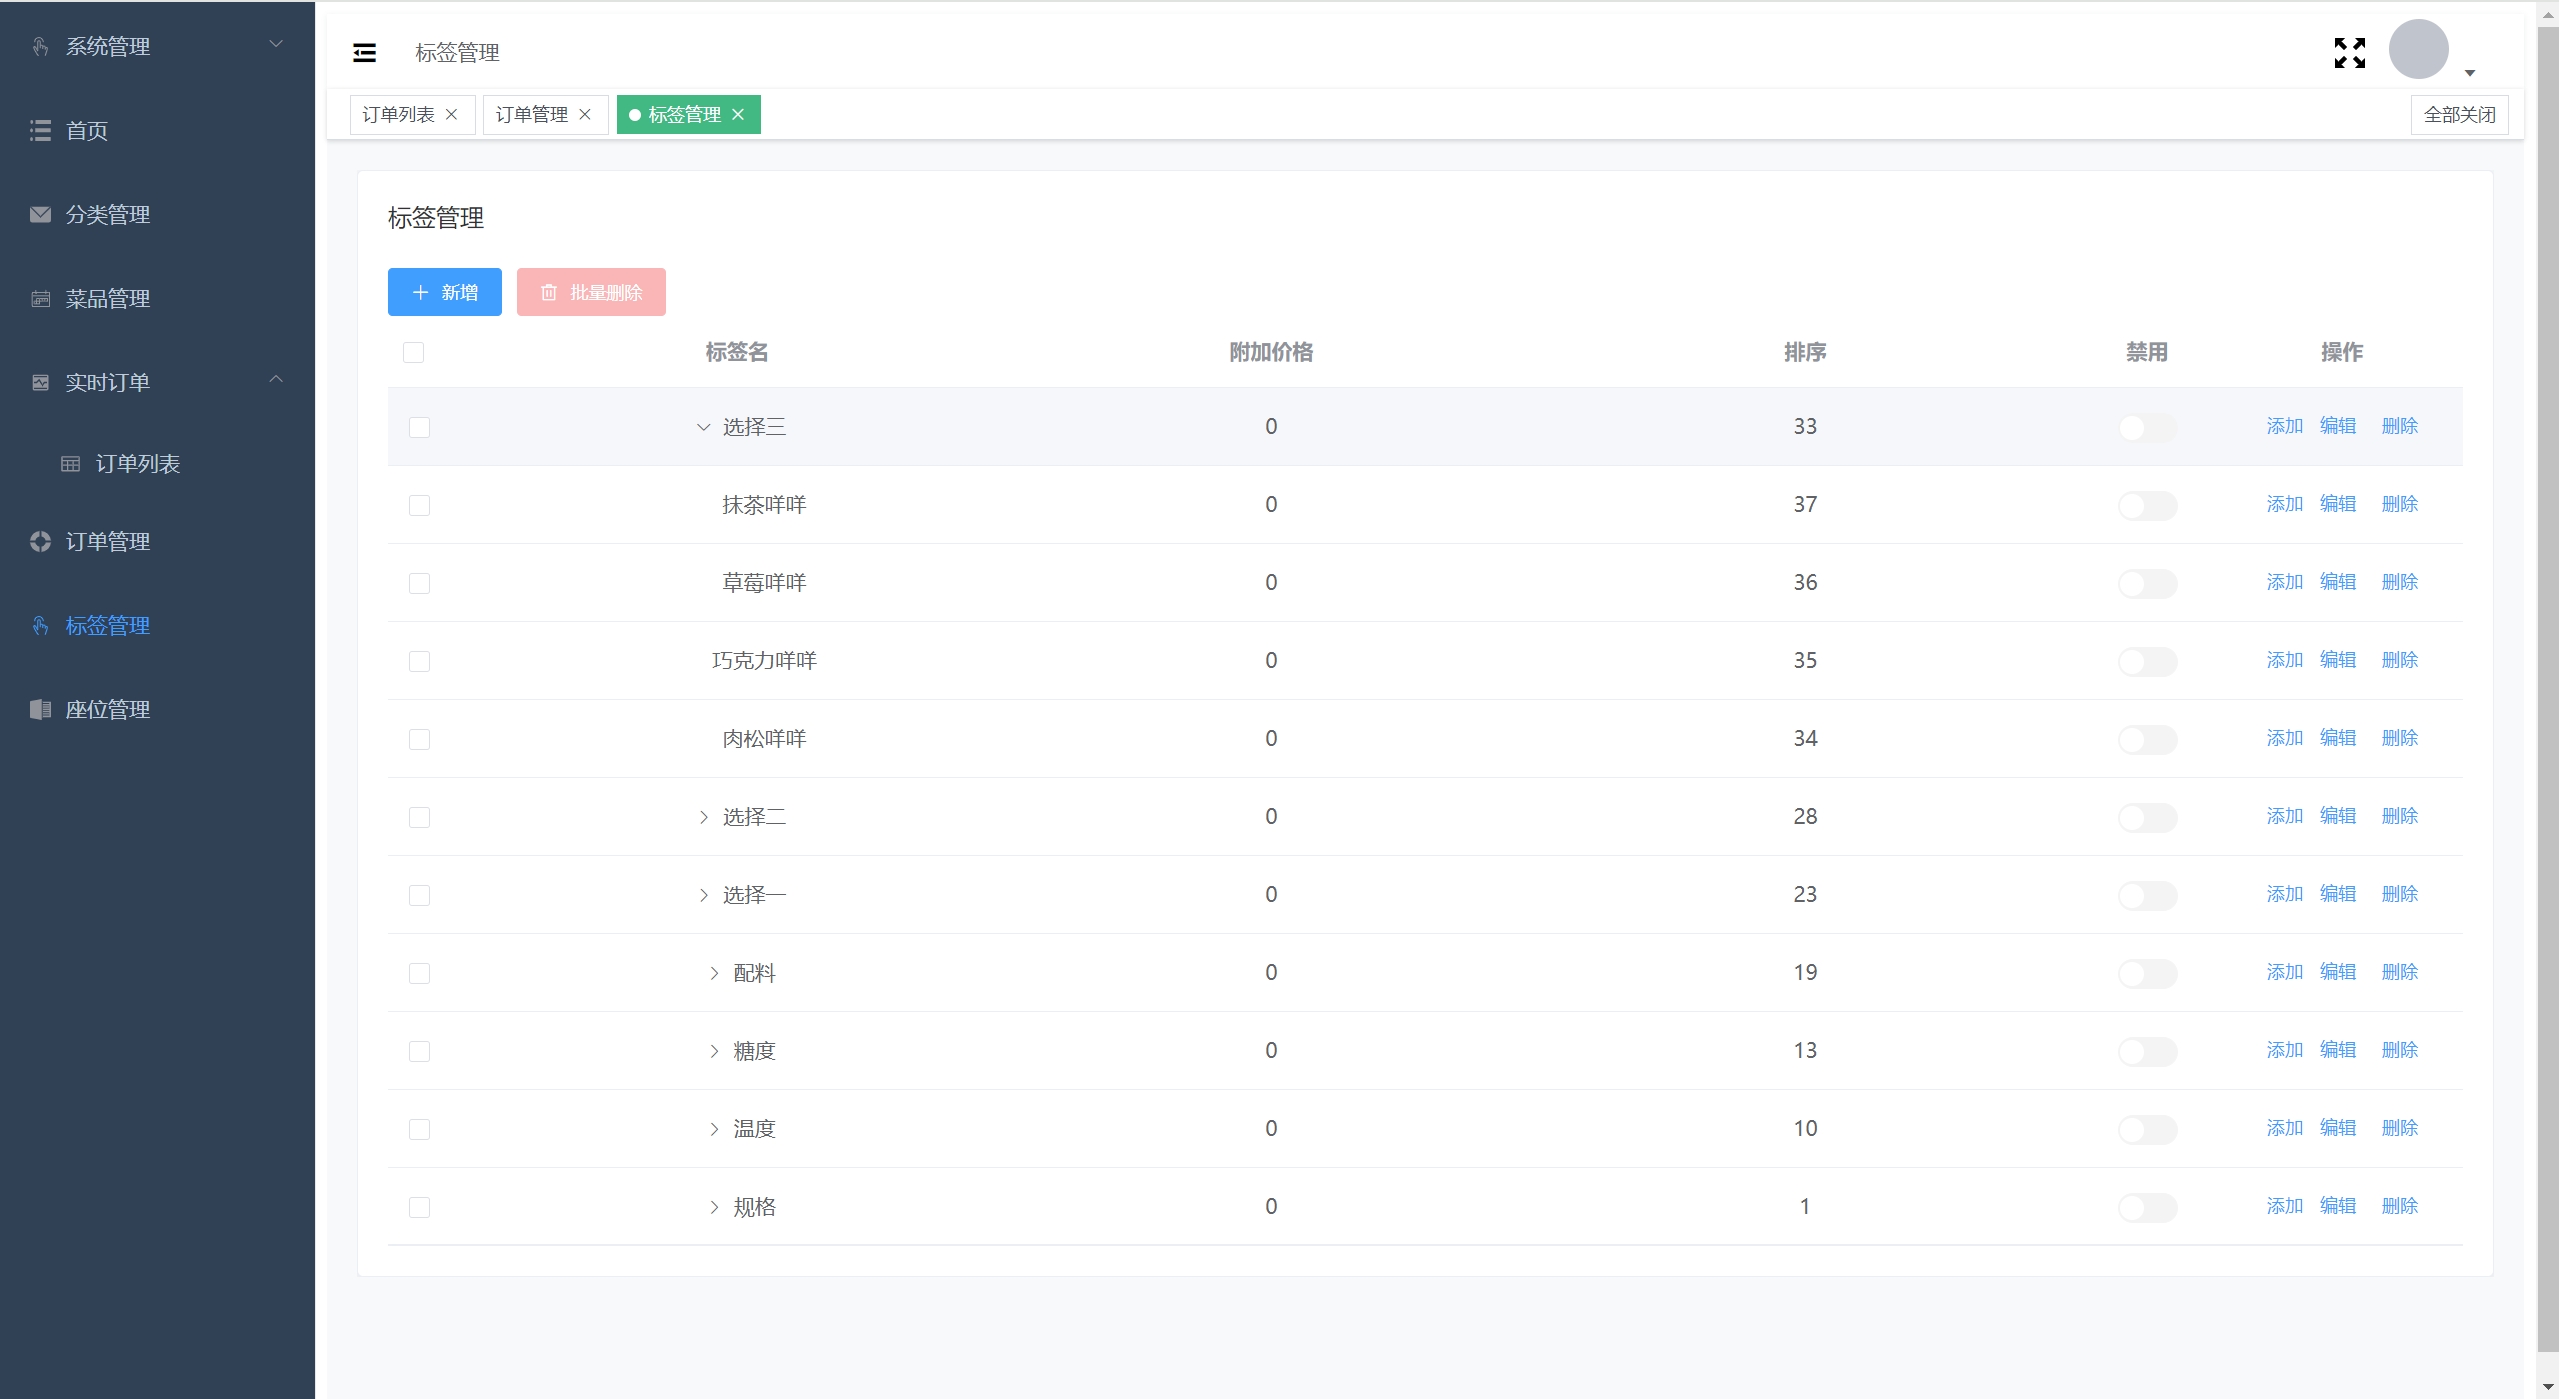 系统管理
首页
分类管理
菜品管理
实时订单
订单列表
订单管理
标签管理
座位管理
标签管理
订单列表 订单管理 标签管理 全部关闭
标签管理
新增 批量删除
标签名 附加价格 排序 禁用 操作
选择三 0 33 添加 编辑 删除
抹茶咩咩 0 37 添加 编辑 删除
草莓咩咩 0 36 添加 编辑 删除
巧克力咩咩 0 35 添加 编辑 删除
肉松咩咩 0 34 添加 编辑 删除
选择二 0 28 添加 编辑 删除
选择一 0 23 添加 编辑 删除
配料 0 19 添加 编辑 删除
糖度 0 13 添加 编辑 删除
温度 0 10 添加 编辑 删除
规格 0 1 添加 编辑 删除